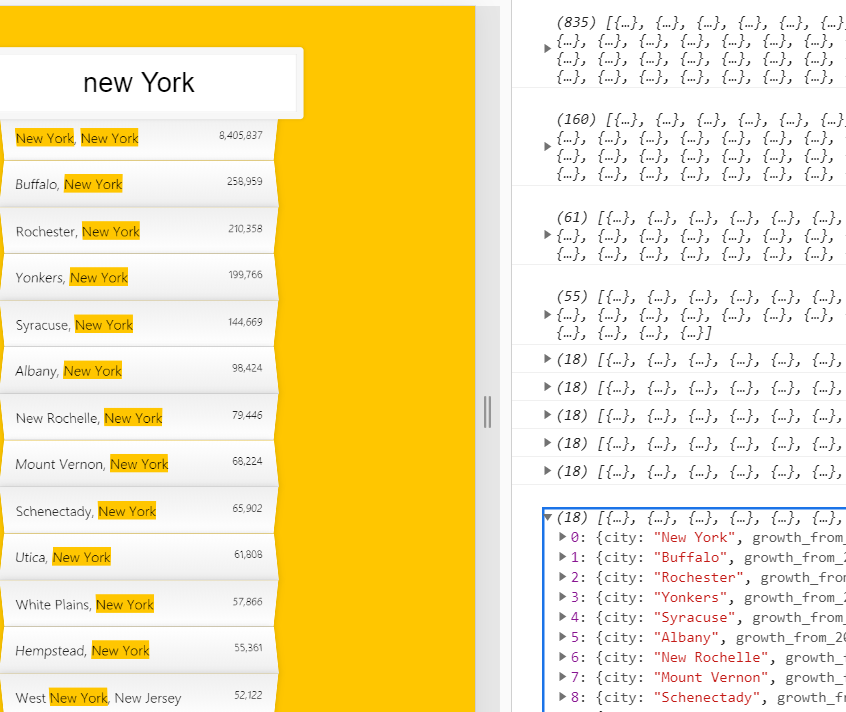 new York
New York, New York 8,405,837
Buffalo, New York 258,959
Rochester, New York 210,358
Yonkers, New York 199,766
Syracuse, New York 144,669
Albany, New York 98,424
New Rochelle, New York 79,446
Mount Vernon, New York 68,224
Schenectady, New York 65,902
Utica, New York 61,808
White Plains, New York 57,866
Hempstead, New York 55,361
West New York, New Jersey 52,122
(835) [{…}, {…}, {…}, {…}, {…}, {…}
{…}, {…}, {…}, {…}, {…}, {…}, {…},
{…}, {…}, {…}, {…}, {…}, {…}, {…},
{…}, {…}, {…}, {…}, {…}, {…}, {…},
(160) [{…}, {…}, {…}, {…}, {…}, {…}
{…}, {…}, {…}, {…}, {…}, {…}, {…},
{…}, {…}, {…}, {…}, {…}, {…}, {…},
{…}, {…}, {…}, {…}, {…}, {…}, {…},
(61) [{…}, {…}, {…}, {…}, {…}, {…},
{…}, {…}, {…}, {…}, {…}, {…}, {…},
{…}, {…}, {…}, {…}, {…}, {…}, {…},
(55) [{…}, {…}, {…}, {…}, {…}, {…},
{…}, {…}, {…}, {…}, {…}, {…}, {…},
{…}, {…}, {…}, {…}]
(18) [{…}, {…}, {…}, {…}, {…}, {…},
(18) [{…}, {…}, {…}, {…}, {…}, {…},
(18) [{…}, {…}, {…}, {…}, {…}, {…},
(18) [{…}, {…}, {…}, {…}, {…}, {…},
(18) [{…}, {…}, {…}, {…}, {…}, {…},
(18) [{…}, {…}, {…}, {…}, {…}, {…},
0: {city: "New York", growth_from_
1: {city: "Buffalo", growth_from_2
2: {city: "Rochester", growth_from
3: {city: "Yonkers", growth_from_2
4: {city: "Syracuse", growth_from_
5: {city: "Albany", growth_from_20
6: {city: "New Rochelle", growth_f
7: {city: "Mount Vernon", growth_f
8: {city: "Schenectady", growth_fr